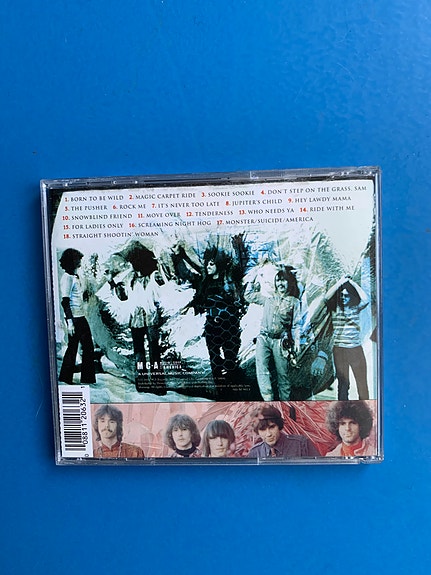 1. BORN TO BE WILD 2. MAGIC CARPET RIDE 3. SOOKIE SOOKIE 4. DON'T STEP ON THE GRASS, SAM
5. THE PUSHER 6. ROCK ME 7. IT'S NEVER TOO LATE 8. JUPITER'S CHILD 9. HEY LAWDY MAMA
10. SNOWBLIND FRIEND 11. MOVE OVER 12. TENDERNESS 13. WHO NEEDS YA 14. RIDE WITH ME
15. FOR LADIES ONLY 16. SCREAMING NIGHT HOG 17. MONSTER/SUICIDE/AMERICA
18. STRAIGHT SHOOTIN' WOMAN
MCA
A UNIVERSAL MUSIC COMPANY
0 08811 2063